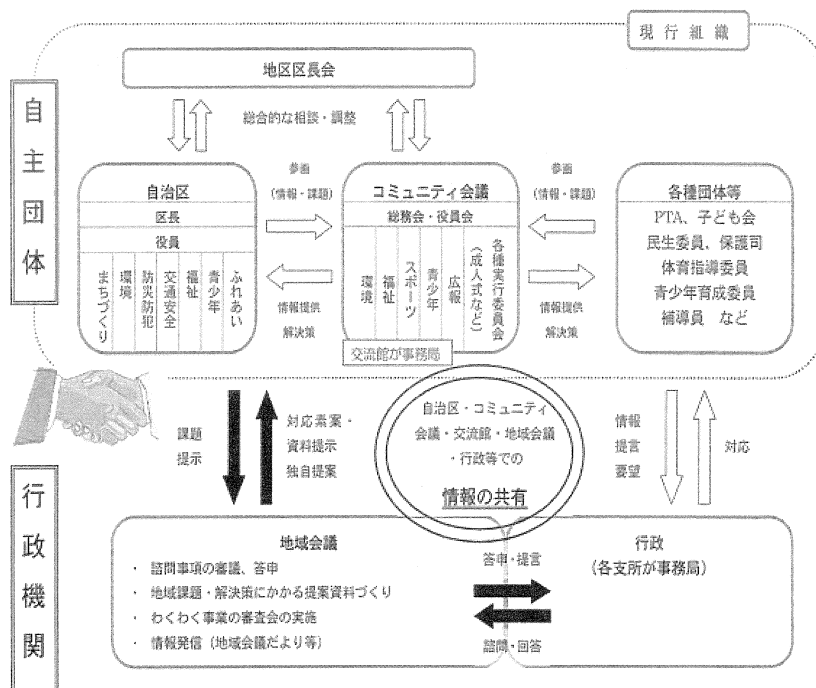 現行組織
地区区長会
自主団体
総合的な相談・調整
自治区
区長
役員
まちづくり
環境
防災防犯
交通安全
福祉
青少年
ふれあい
参画
(情報・課題)
情報提供
解決策
コミュニティ会議
総務会・役員会
環境
福祉
スポーツ
青少年
広報
各種実行委員会
(成人式など)
交流館が事務局
参画
(情報・課題)
情報提供
解決策
各種団体等
PTA、子ども会
民生委員、保護司
体育指導委員
青少年育成委員
補導員 など
課題
提示
対応素案・
資料提示
独自提案
自治区・コミュニティ
会議・交流館・地域会議
・行政等での
情報の共有
情報
提言
要望
対応
行政機関
地域会議
・ 諮問事項の審議、答申
・ 地域課題・解決策にかかる提案資料づくり
・ わくわく事業の審査会の実施
・ 情報発信(地域会議だより等)
答申・提言
諮問・回答
行政
(各支所が事務局)